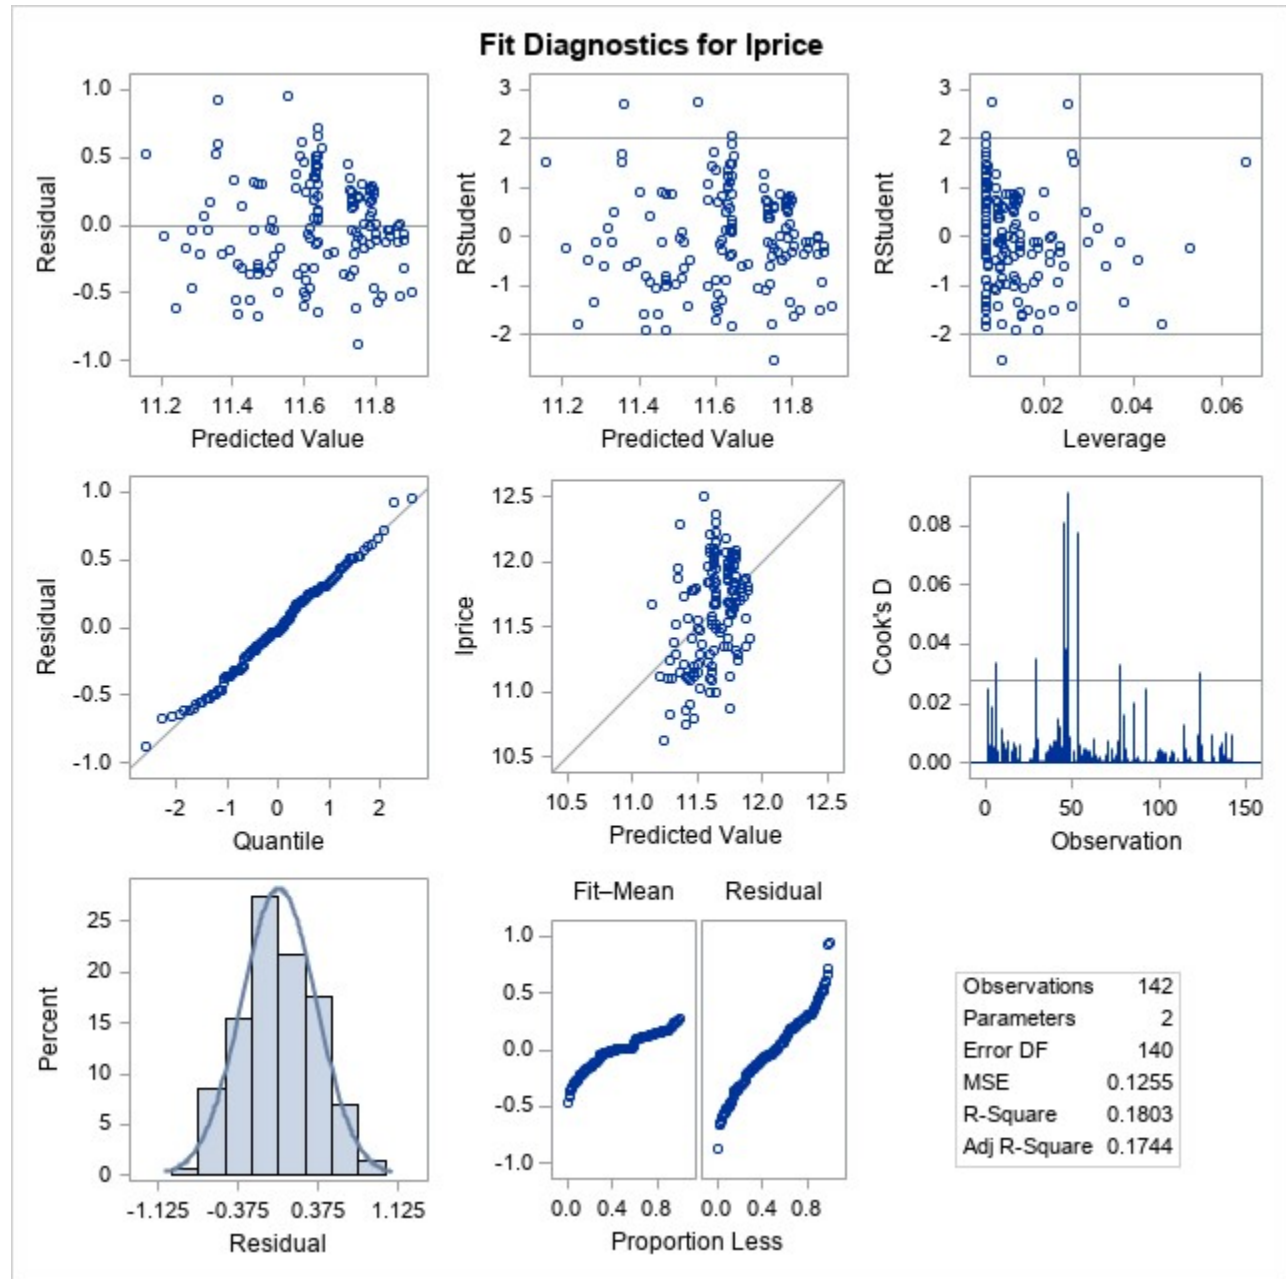 Fit Diagnostics for lprice
1.0
0.5
0.0
-0.5
-1.0
Residual
11.2 11.4 11.6 11.8
Predicted Value
3
2
1
0
-1
-2
RStudent
11.2 11.4 11.6 11.8
Predicted Value
3
2
1
0
-1
-2
RStudent
0.02 0.04 0.06
Leverage
1.0
0.5
0.0
-0.5
-1.0
Residual
-2 -1 0 1 2
Quantile
12.5
12.0
11.5
11.0
10.5
lprice
10.5 11.0 11.5 12.0 12.5
Predicted Value
0.08
0.06
0.04
0.02
0.00
Cook's D
0 50 100 150
Observation
25
20
15
10
5
0
Percent
-1.125 -0.375 0.375 1.125
Residual
Fit–Mean Residual
1.0
0.5
0.0
-0.5
-1.0
0.0 0.4 0.8 0.0 0.4 0.8
Proportion Less
Observations 142
Parameters 2
Error DF 140
MSE 0.1255
R-Square 0.1803
Adj R-Square 0.1744